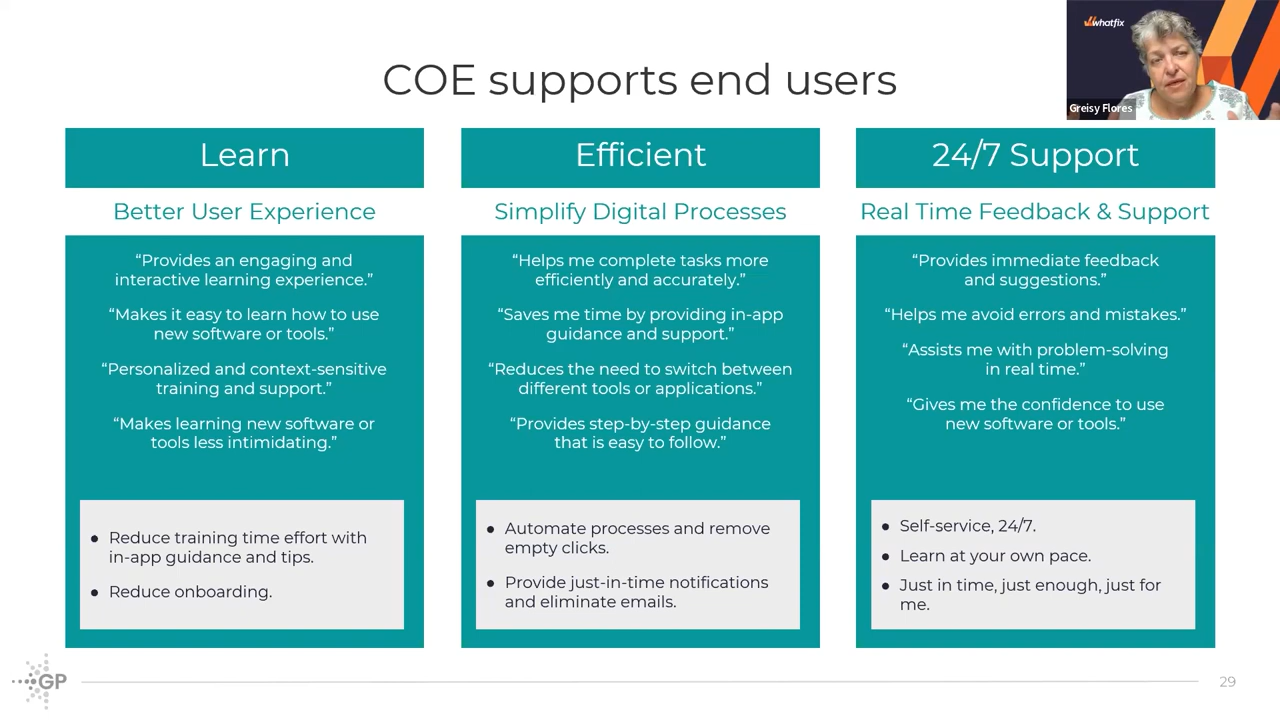 whatfix
Greisy Flores
COE supports end users
Learn
Better User Experience
“Provides an engaging and
interactive learning experience.”
“Makes it easy to learn how to use
new software or tools.”
“Personalized and context-sensitive
training and support.”
“Makes learning new software or
tools less intimidating.”
● Reduce training time effort with
in-app guidance and tips.
● Reduce onboarding.
Efficient
Simplify Digital Processes
“Helps me complete tasks more
efficiently and accurately.”
“Saves me time by providing in-app
guidance and support.”
“Reduces the need to switch between
different tools or applications.”
“Provides step-by-step guidance
that is easy to follow.”
● Automate processes and remove
empty clicks.
● Provide just-in-time notifications
and eliminate emails.
24/7 Support
Real Time Feedback & Support
“Provides immediate feedback
and suggestions.”
“Helps me avoid errors and mistakes.”
“Assists me with problem-solving
in real time.”
“Gives me the confidence to use
new software or tools.”
● Self-service, 24/7.
● Learn at your own pace.
● Just in time, just enough, just for
me.
GP
29